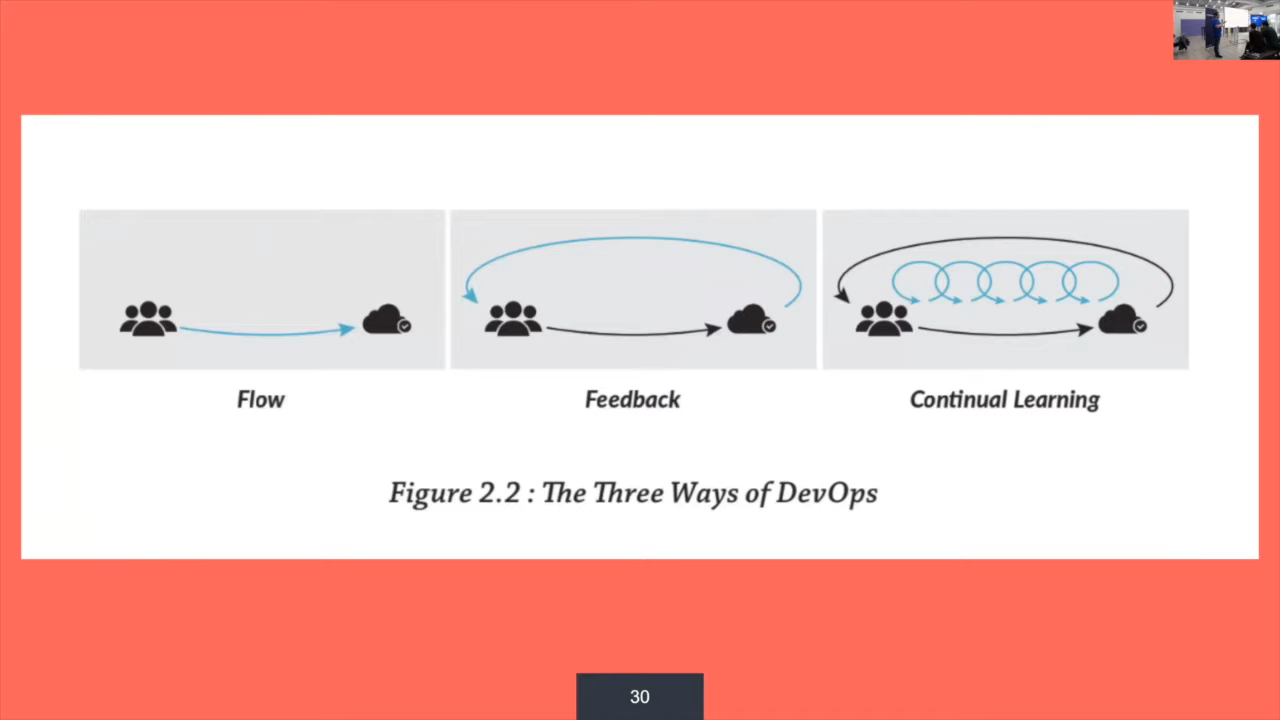 Flow
Feedback
Continual Learning
Figure 2.2 : The Three Ways of DevOps
30